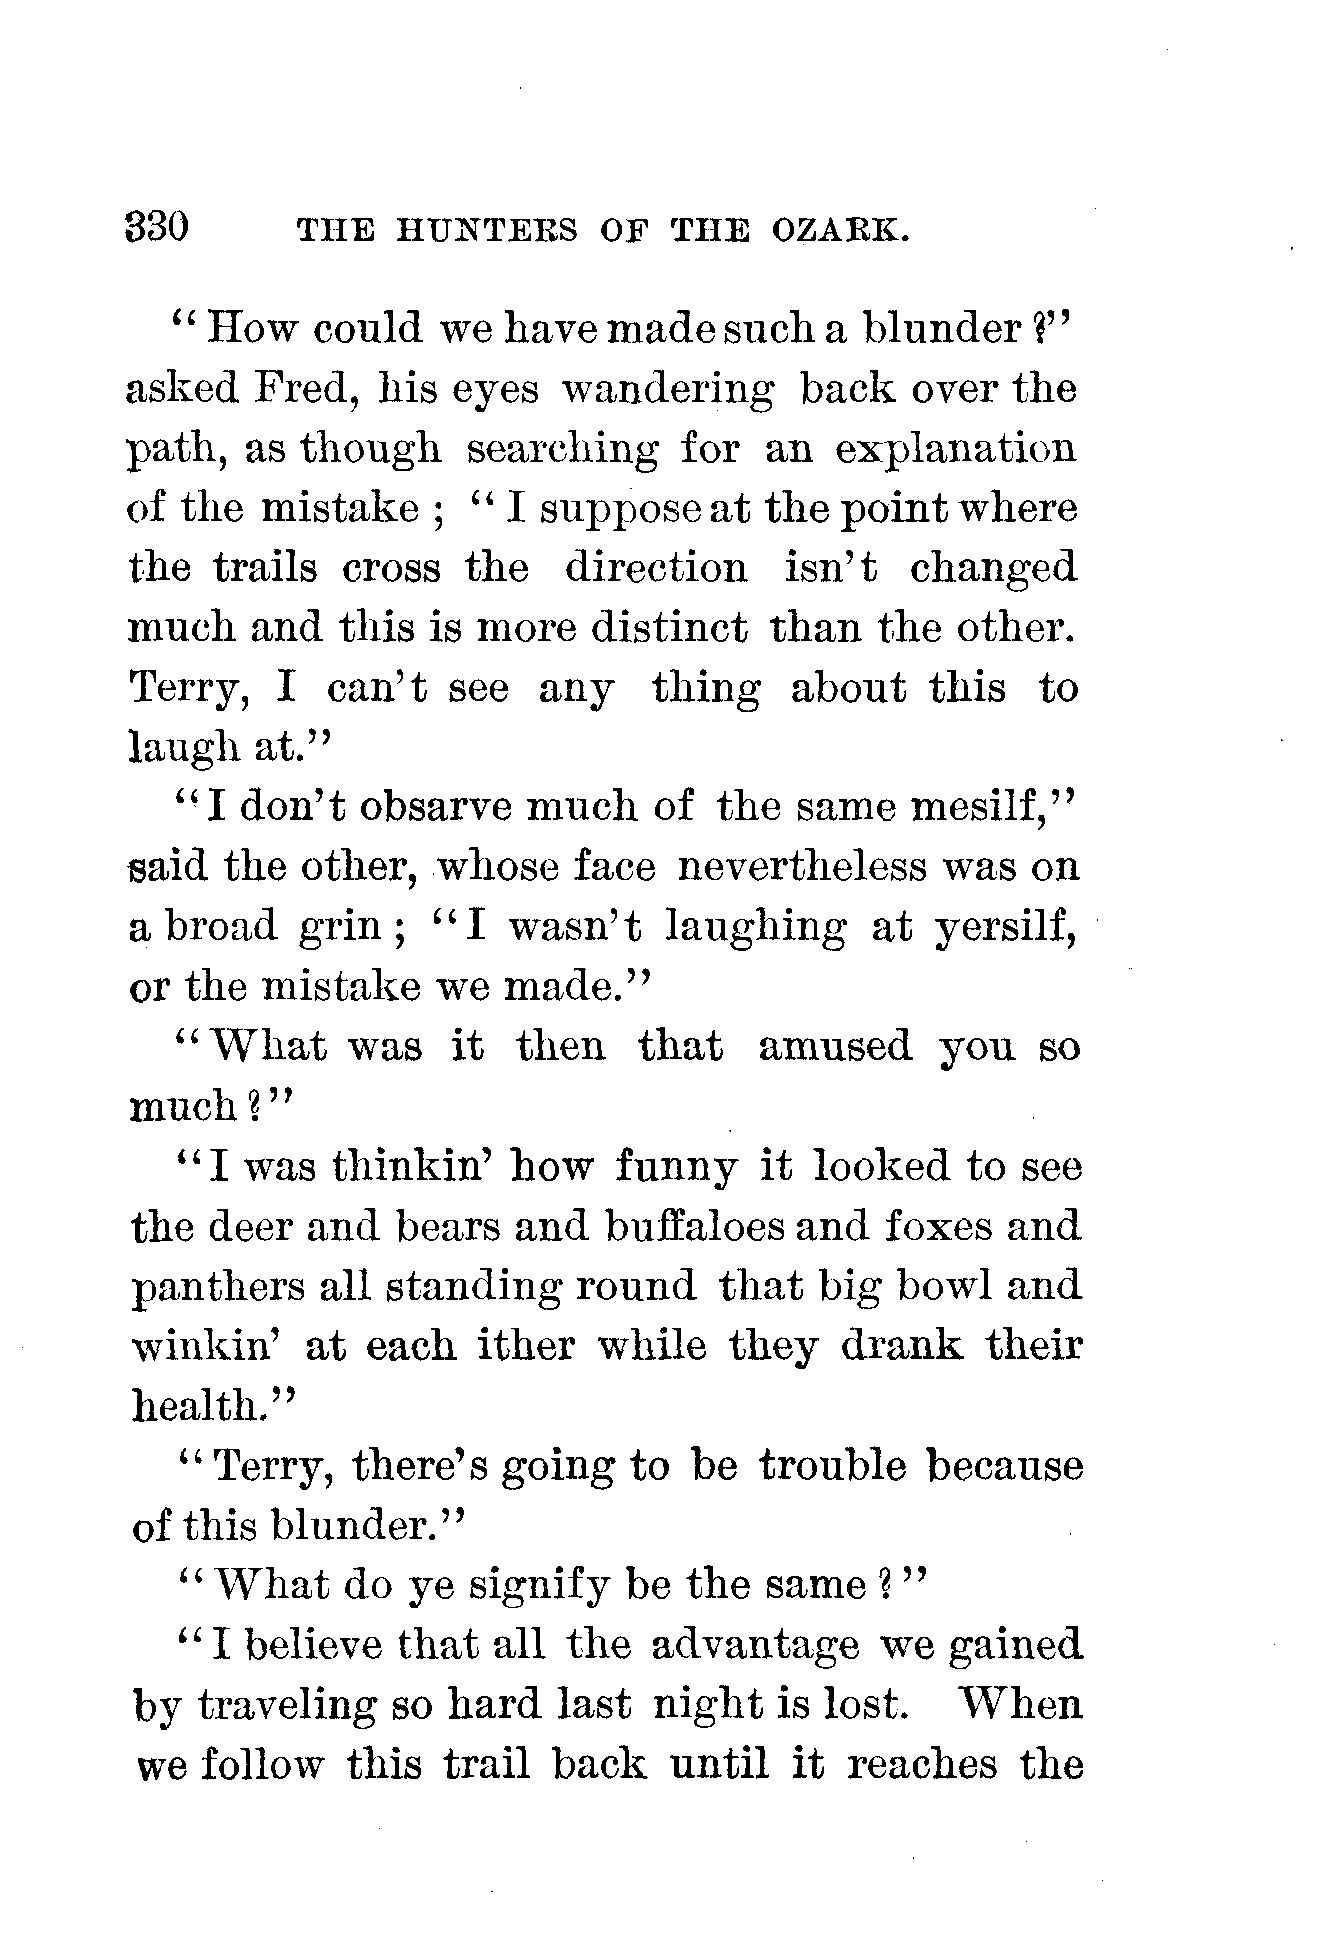 330 THE HUNTERS OF THE OZARK.
"How could we have made such a blunder?"
asked Fred, his eyes wandering back over the
path, as though searching for an explanation
of the mistake; "I suppose at the point where
the trails cross the direction isn't changed
much and this is more distinct than the other.
Terry, I can't see any thing about this to
laugh at."
"I don't obsarve much of the same mesilf,"
said the other, whose face nevertheless was on
a broad grin; "I wasn't laughing at yersilf,
or the mistake we made."
"What was it then that amused you so
much?"
"I was thinkin' how funny it looked to see
the deer and bears and buffaloes and foxes and
panthers all standing round that big bowl and
winkin' at each ither while they drank their
health."
"Terry, there's going to be trouble because
of this blunder."
"What do ye signify be the same?"
"I believe that all the advantage we gained
by traveling so hard last night is lost. When
we follow this trail back until it reaches the